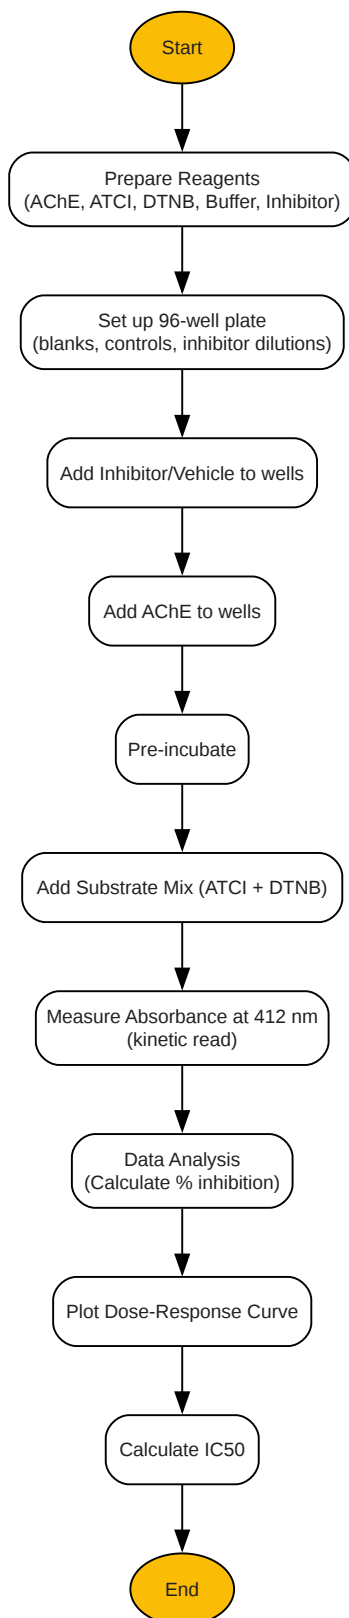 Start
Prepare Reagents
(AChE, ATCI, DTNB, Buffer, Inhibitor)
Set up 96-well plate
(blanks, controls, inhibitor dilutions)
Add Inhibitor/Vehicle to wells
Add AChE to wells
Pre-incubate
Add Substrate Mix (ATCI + DTNB)
Measure Absorbance at 412 nm
(kinetic read)
Data Analysis
(Calculate % inhibition)
Plot Dose-Response Curve
Calculate IC50
End